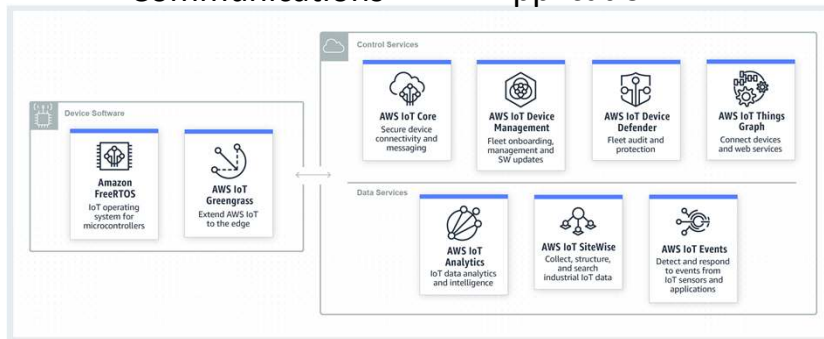 Communications
Device Software
Amazon
FreeRTOS
IoT operating
system for
microcontrollers
AWS IoT
Greengrass
Extend AWS IoT
to the edge
Control Services
AWS IoT Core
Secure device
connectivity and
messaging
AWS IoT Device
Management
Fleet onboarding,
management and
SW updates
AWS IoT Device
Defender
Fleet audit and
protection
AWS IoT Things
Graph
Connect devices
and web services
Data Services
AWS IoT
Analytics
IoT data analytics
and intelligence
AWS IoT SiteWise
Collect, structure,
and search
industrial IoT data
AWS IoT Events
Detect and respond
to events from
IoT sensors and
applications